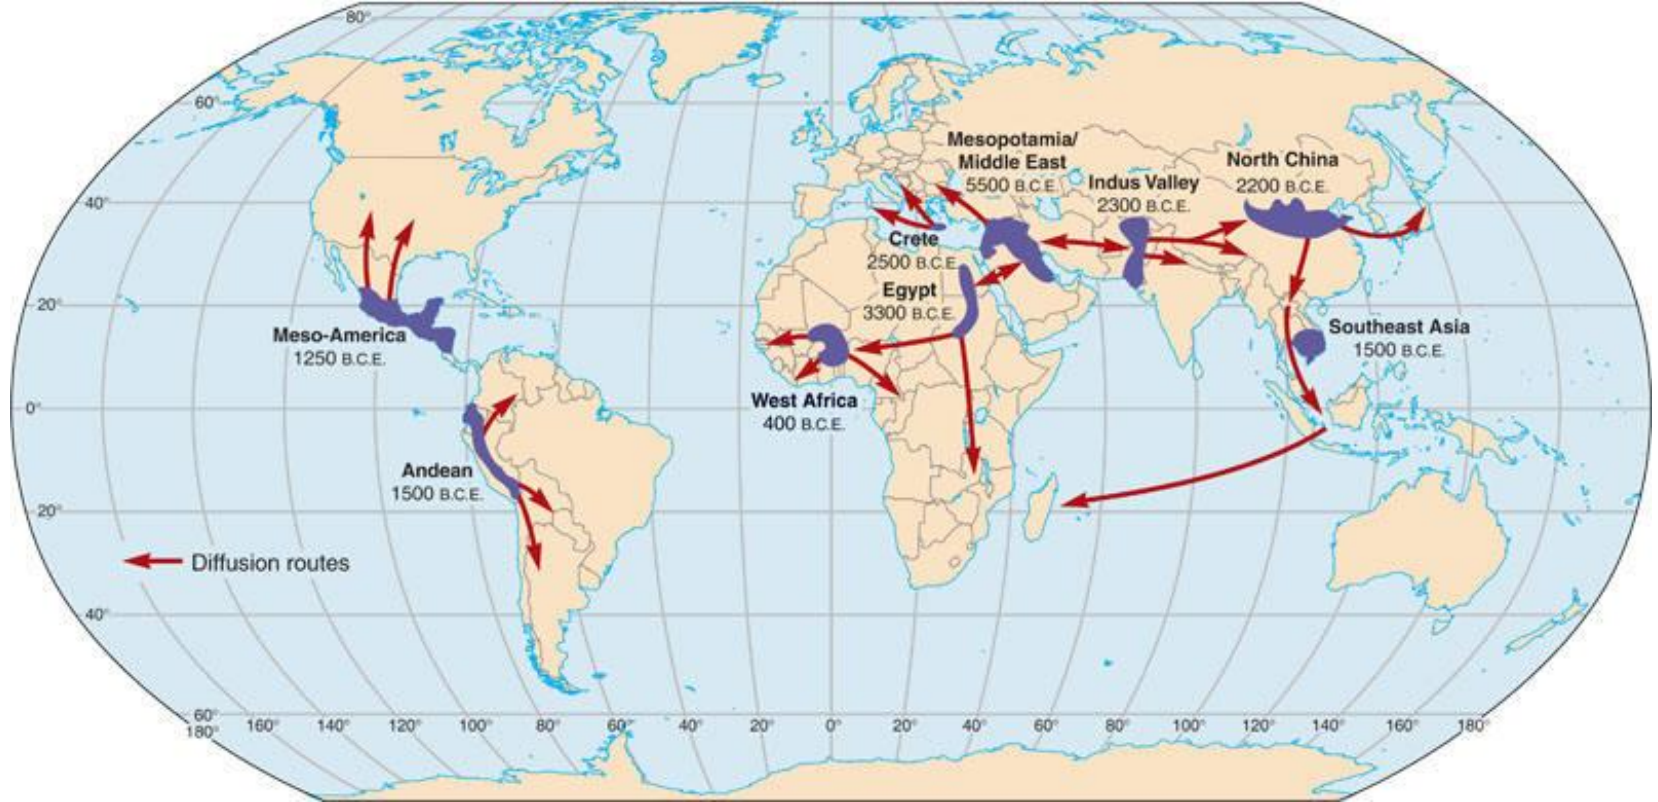 80°
60°
40°
20°
0°
20°
40°
60°
180°
Mesopotamia/
Middle East
5500 B.C.E.
Indus Valley
2300 B.C.E.
North China
2200 B.C.E.
Crete
2500 B.C.E.
Egypt
3300 B.C.E.
Meso-America
1250 B.C.E.
Southeast Asia
1500 B.C.E.
West Africa
400 B.C.E.
Andean
1500 B.C.E.
Diffusion routes
160° 140° 120° 100° 80° 60° 40° 20° 0° 20° 40° 60° 80° 100° 120° 140° 160° 180°